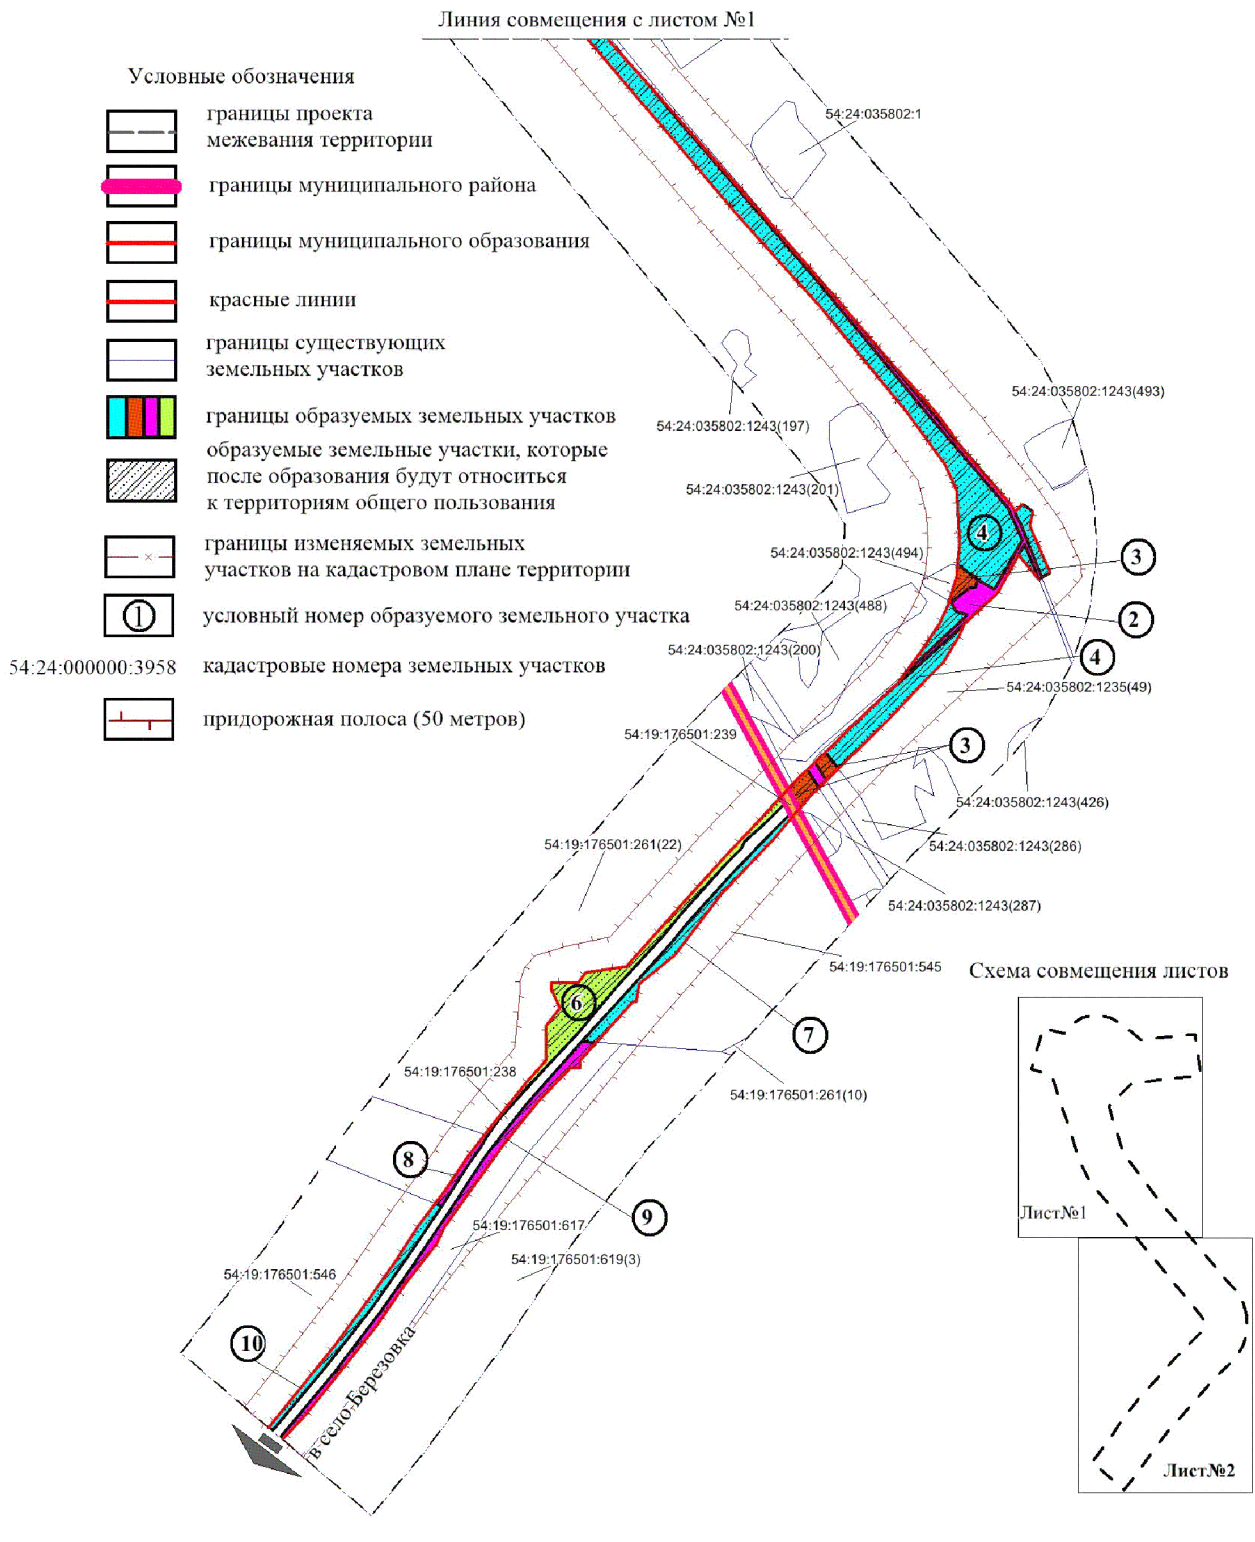 Линия совмещения с листом №1
Условные обозначения
границы проекта
межевания территории
границы муниципального района
границы муниципального образования
красные линии
границы существующих
земельных участков
границы образуемых земельных участков
образуемые земельные участки, которые
после образования будут относиться
к территориям общего пользования
границы изменяемых земельных
участков на кадастровом плане территории
1
условный номер образуемого земельного участка
54:24:000000:3958
кадастровые номера земельных участков
придорожная полоса (50 метров)
54:24:035802:1
54:24:035802:1243(493)
54:24:035802:1243(197)
54:24:035802:1243(201)
4
54:24:035802:1243(494)
3
54:24:035802:1243(488)
2
54:24:035802:1243(200)
4
54:24:035802:1235(49)
54:19:176501:239
3
54:24:035802:1243(426)
54:19:176501:261(22)
54:24:035802:1243(286)
54:24:035802:1243(287)
54:19:176501:545
6
7
54:19:176501:238
54:19:176501:261(10)
8
9
54:19:176501:617
54:19:176501:619(3)
54:19:176501:546
10
в село Березовка
Схема совмещения листов
Лист№1
Лист№2